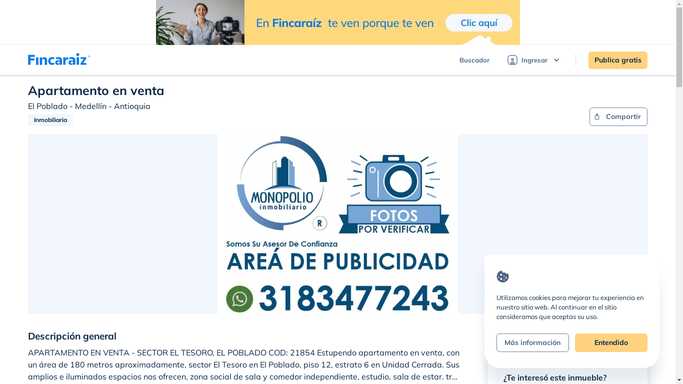 En Fincaraíz te ven porque te ven
Clic aquí
Fincaraiz
Buscador
Ingresar
Publica gratis
Apartamento en venta
El Poblado - Medellín - Antioquia
Inmobiliaria
Compartir
MONOPOLIO
inmobiliario
R
FOTOS
POR VERIFICAR
Somos Su Asesor De Confianza
AREÁ DE PUBLICIDAD
3183477243
Utilizamos cookies para mejorar tu experiencia en
nuestro sitio web. Al continuar en el sitio
consideramos que aceptas su uso.
Más información
Entendido
Descripción general
APARTAMENTO EN VENTA - SECTOR EL TESORO, EL POBLADO COD: 21854 Estupendo apartamento en venta, con
un área de 180 metros aproximadamente, sector El Tesoro en El Poblado, piso 12, estrato 6 en Unidad Cerrada. Sus
amplios e iluminados espacios nos ofrecen, zona social de sala y comedor independiente, estudio, sala de estar, tr...
¿Te interesó este inmueble?